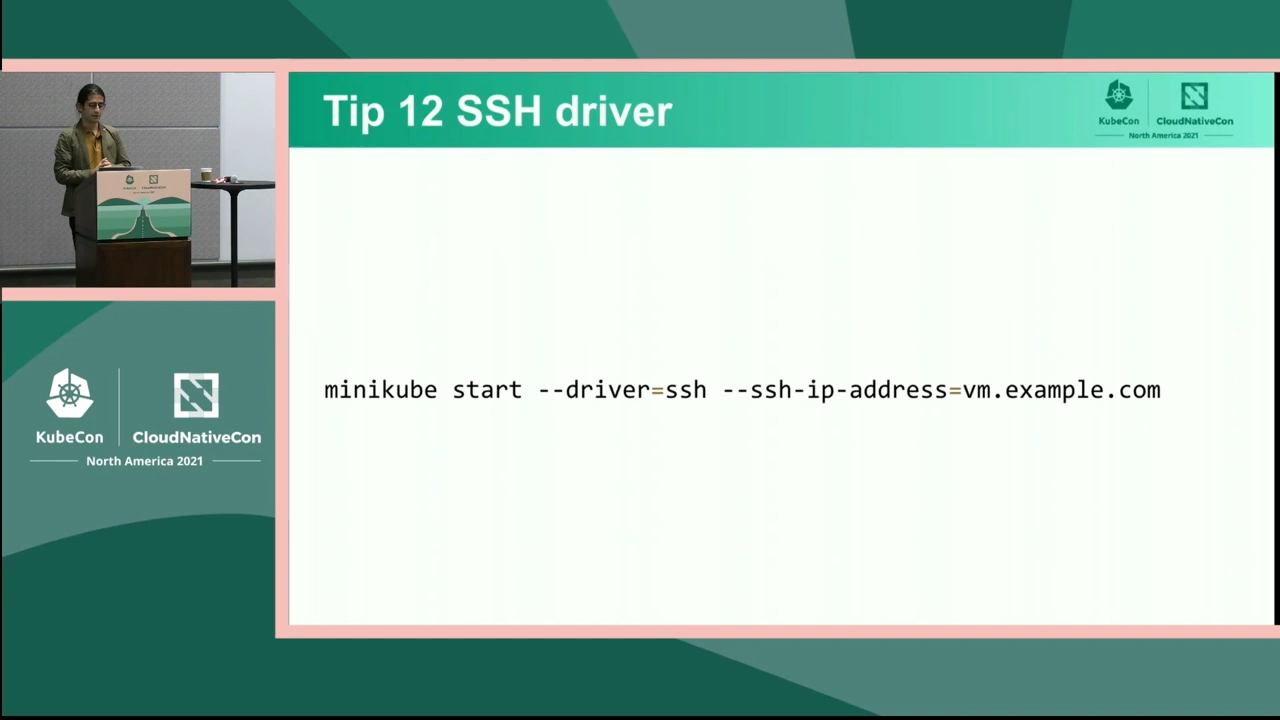 Tip 12 SSH driver
KubeCon
CloudNativeCon
North America 2021
minikube start --driver=ssh --ssh-ip-address=vm.example.com
KubeCon
CloudNativeCon
North America 2021